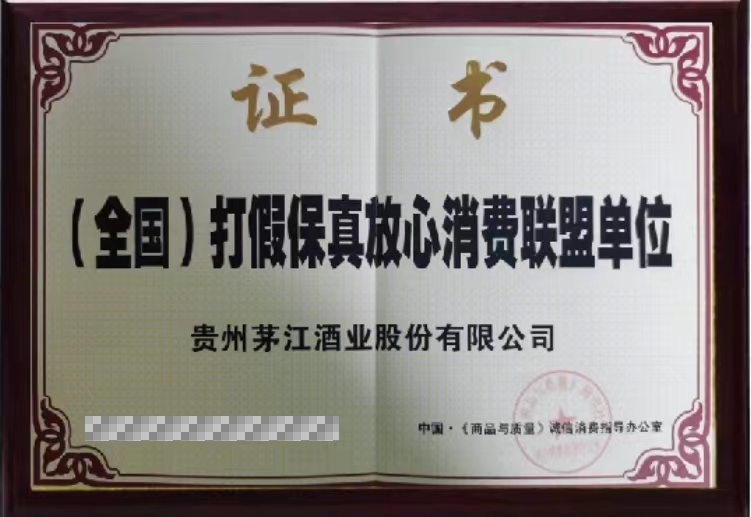 证书
（全国）打假保真放心消费联盟单位
贵州茅江酒业股份有限公司
中国·《商品与质量》诚信消费指导办公室